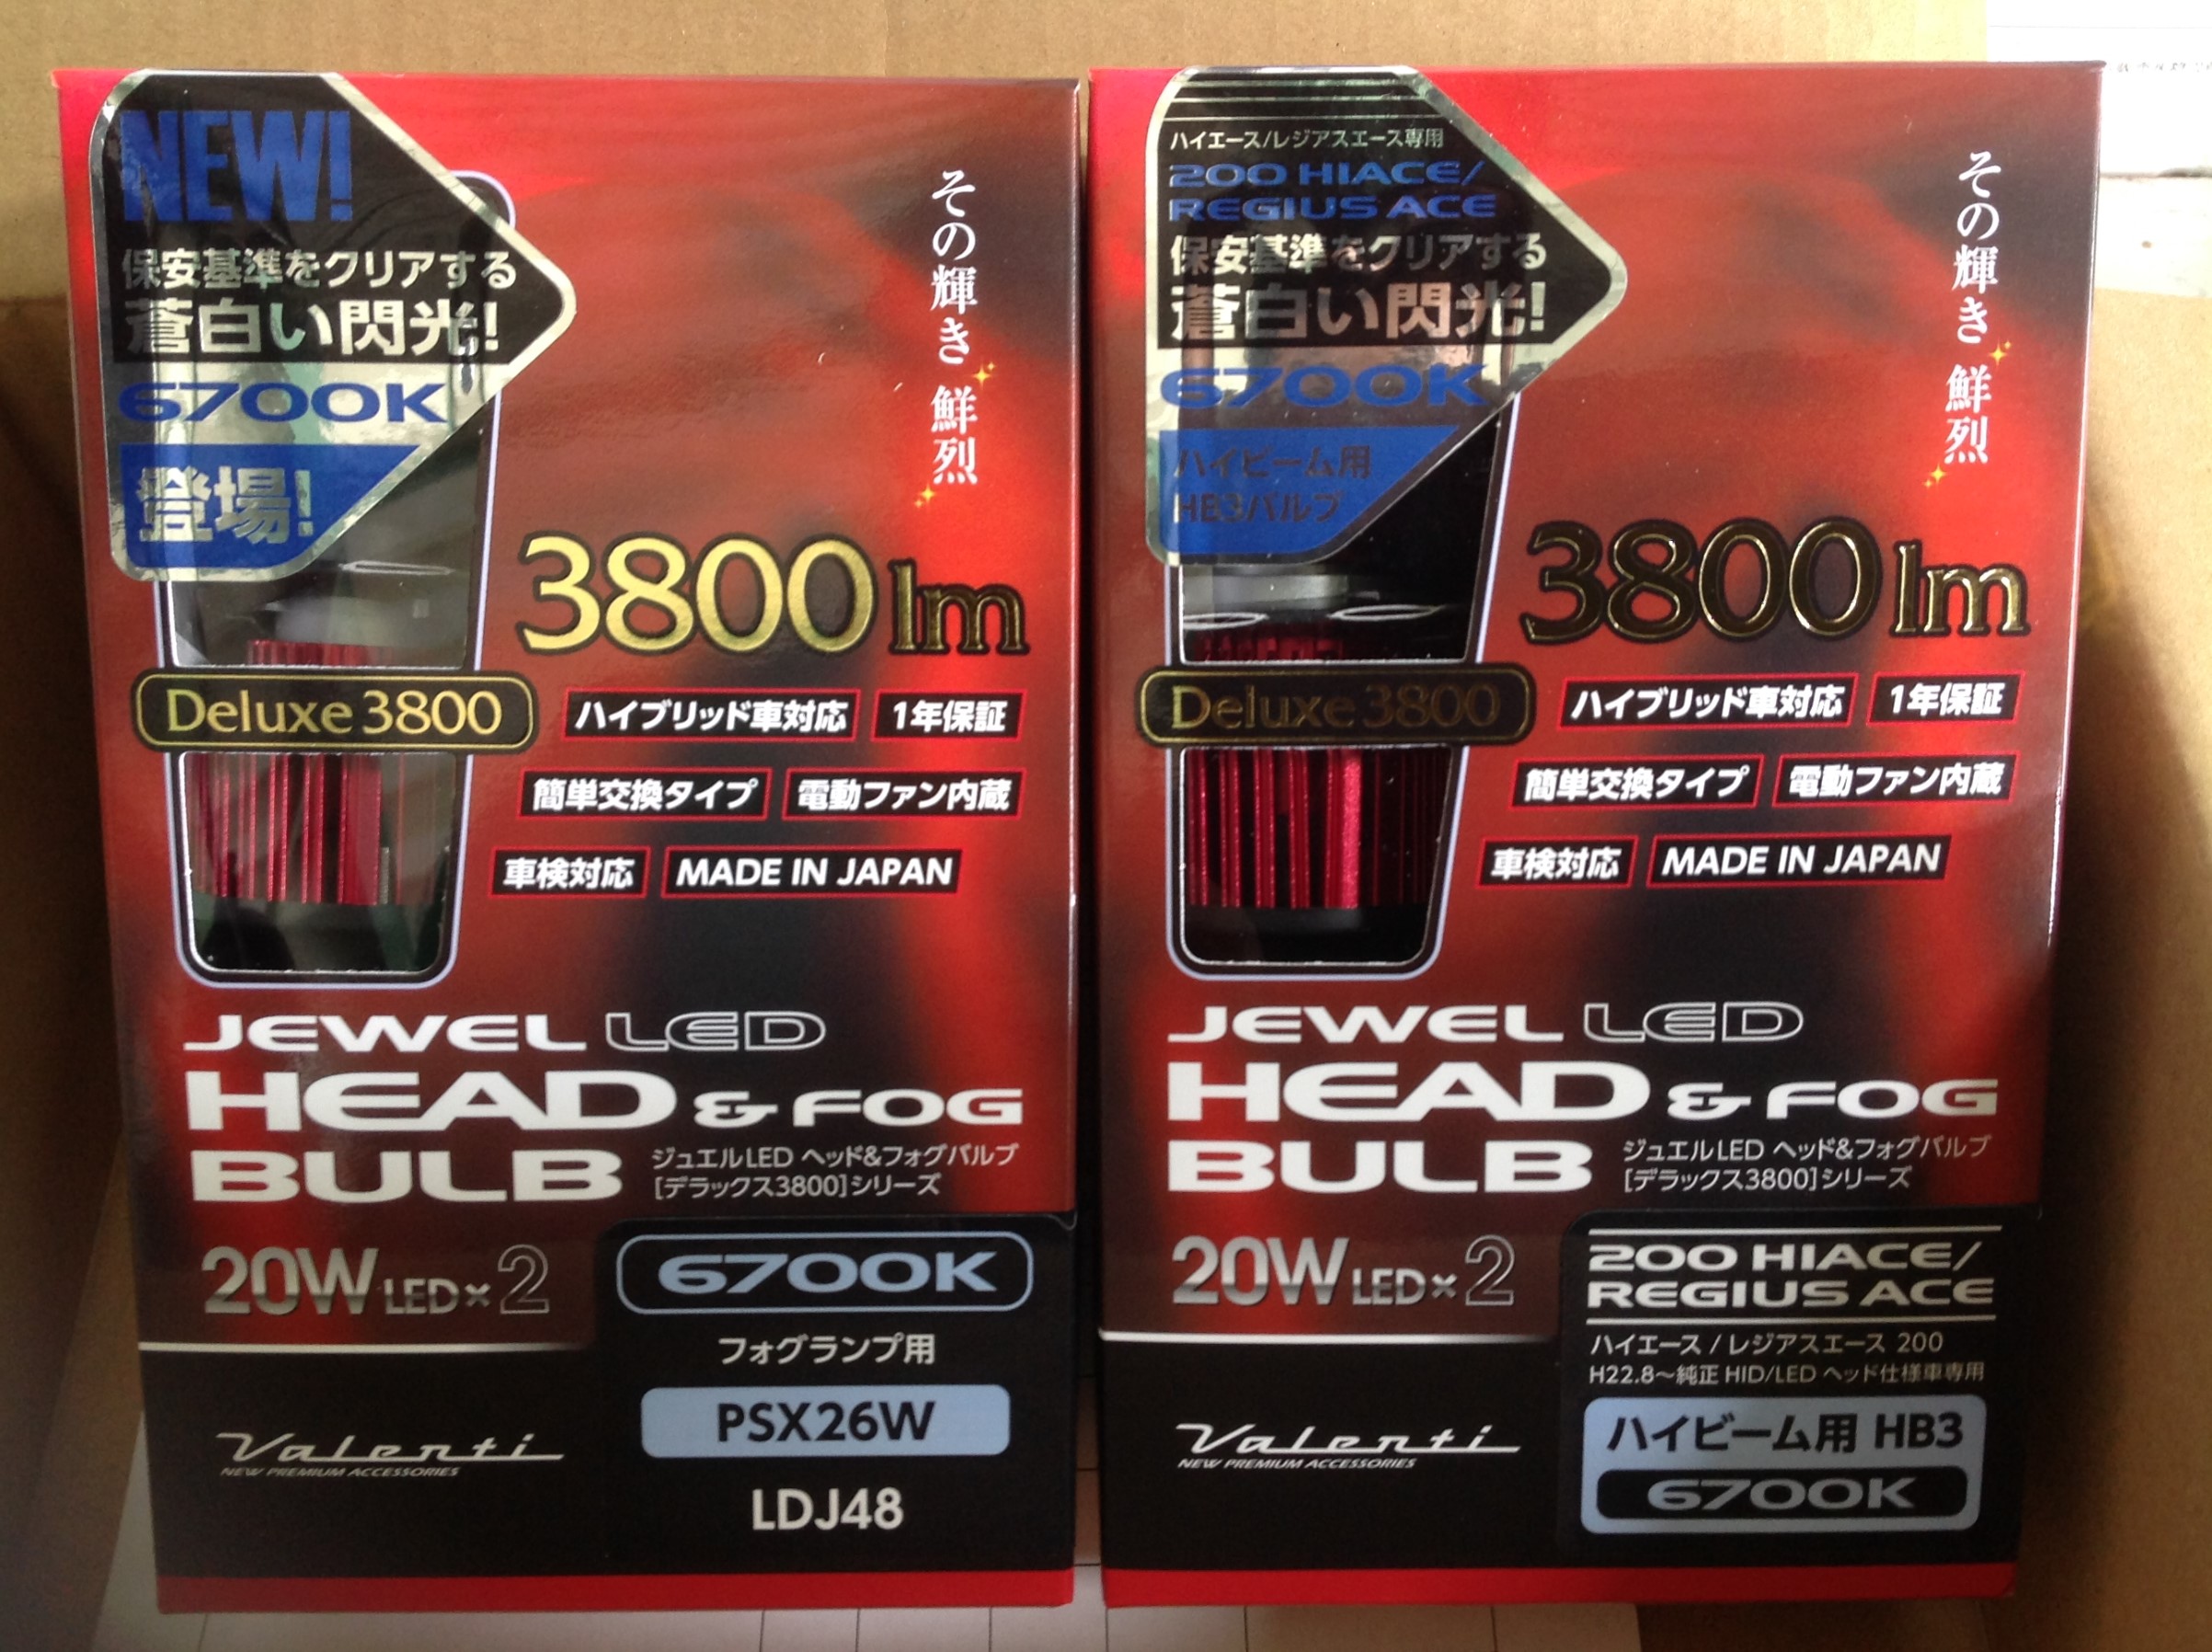 NEW!
保安基準をクリアする
蒼白い閃光!
6700K
登場!
その輝き 鮮烈
3800lm
Deluxe 3800
ハイブリッド車対応
1年保証
簡単交換タイプ
電動ファン内蔵
車検対応
MADE IN JAPAN
JEWEL LED
HEAD & FOG
BULB
ジュエルLED ヘッド&フォグバルブ
[デラックス3800]シリーズ
20W LED×2
6700K
フォグランプ用
PSX26W
LDJ48
Valenti
NEW PREMIUM ACCESSORIES
ハイエース/レジアスエース専用
200 HIACE/
REGIUS ACE
保安基準をクリアする
蒼白い閃光!
6700K
ハイビーム用
HB3バルブ
その輝き 鮮烈
3800lm
Deluxe 3800
ハイブリッド車対応
1年保証
簡単交換タイプ
電動ファン内蔵
車検対応
MADE IN JAPAN
JEWEL LED
HEAD & FOG
BULB
ジュエルLED ヘッド&フォグバルブ
[デラックス3800]シリーズ
20W LED×2
200 HIACE/
REGIUS ACE
ハイエース / レジアスエース 200
H22.8〜純正 HID/LED ヘッド仕様車専用
ハイビーム用 HB3
6700K
Valenti
NEW PREMIUM ACCESSORIES